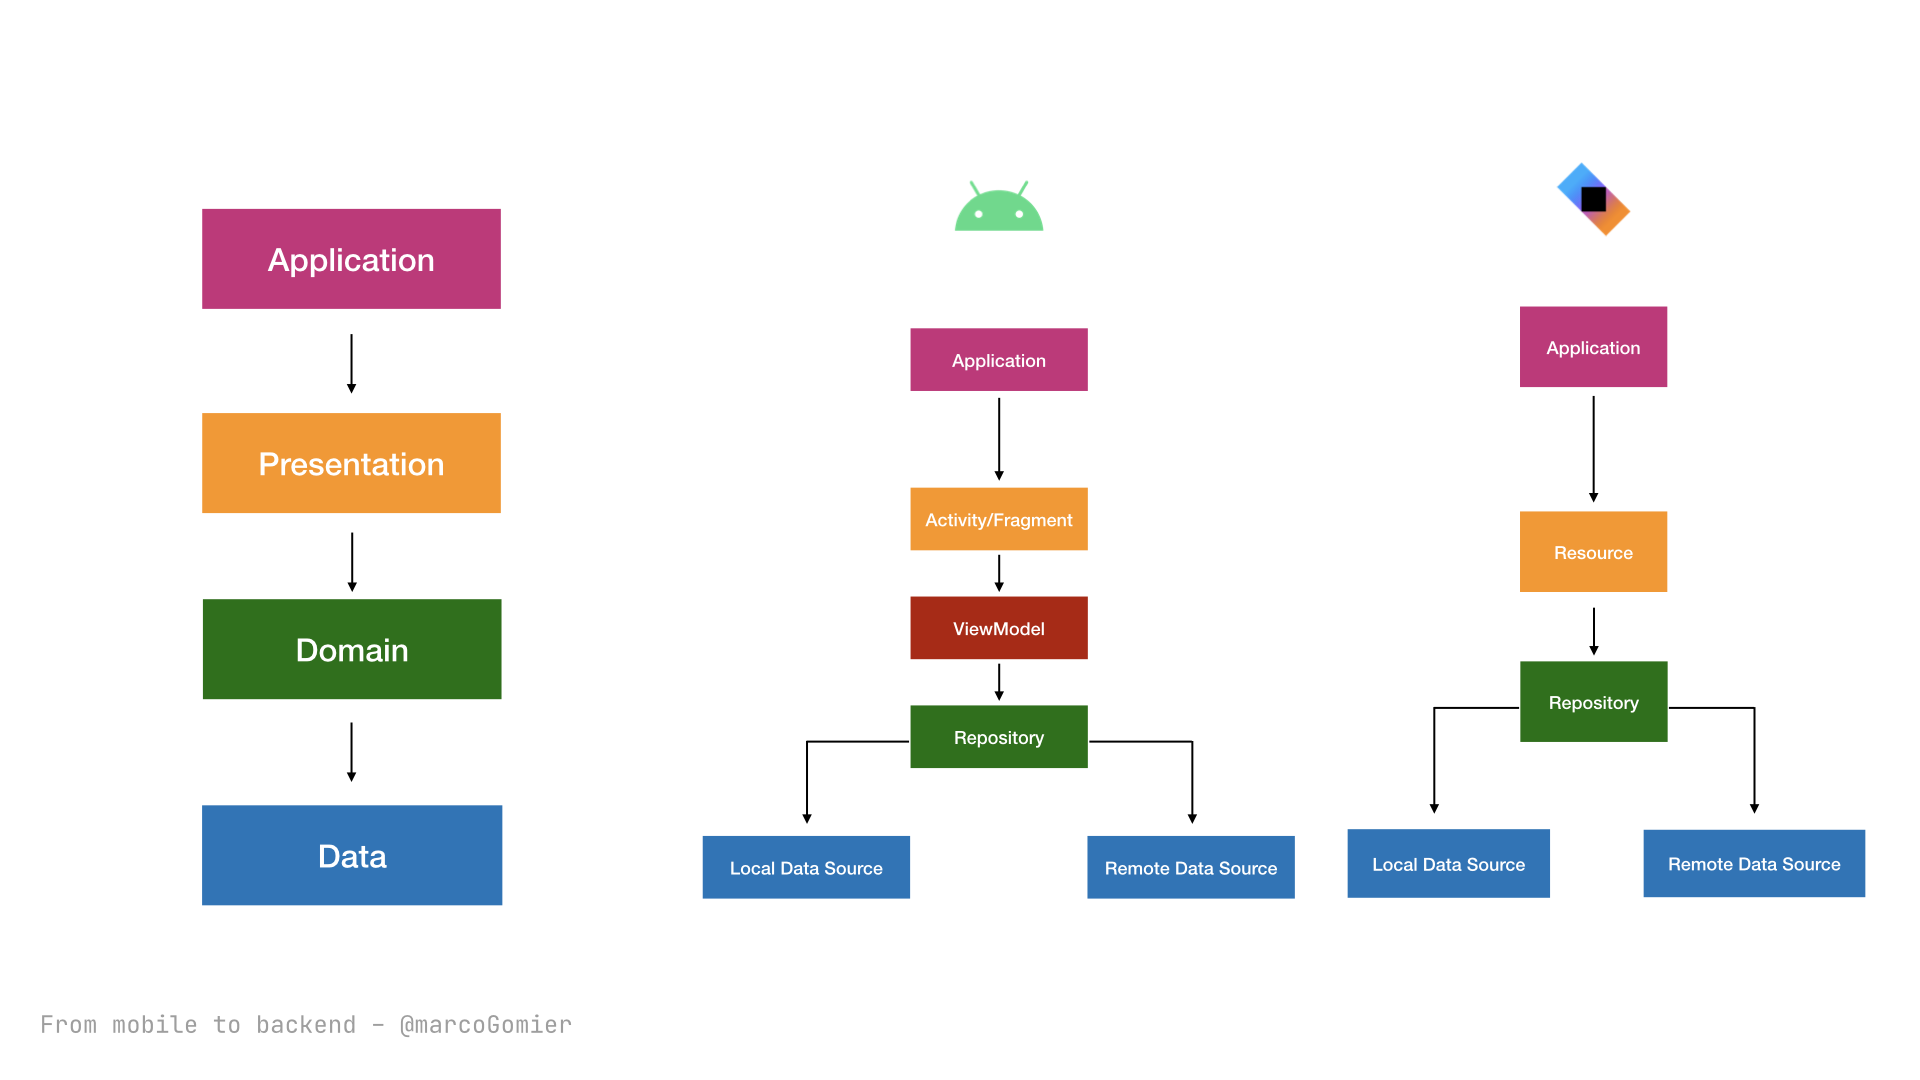 Application
Presentation
Domain
Data
Application
Activity/Fragment
ViewModel
Repository
Local Data Source
Remote Data Source
Application
Resource
Repository
Local Data Source
Remote Data Source
From mobile to backend - @marcoGomier